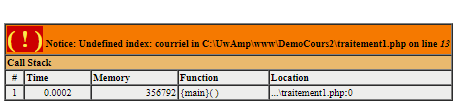 ( ! ) Notice: Undefined index: courriel in C:\UwAmp\www\DemoCours2\traitement1.php on line 13
Call Stack
# Time Memory Function Location
1 0.0002 356792 {main}( ) ...\traitement1.php:0